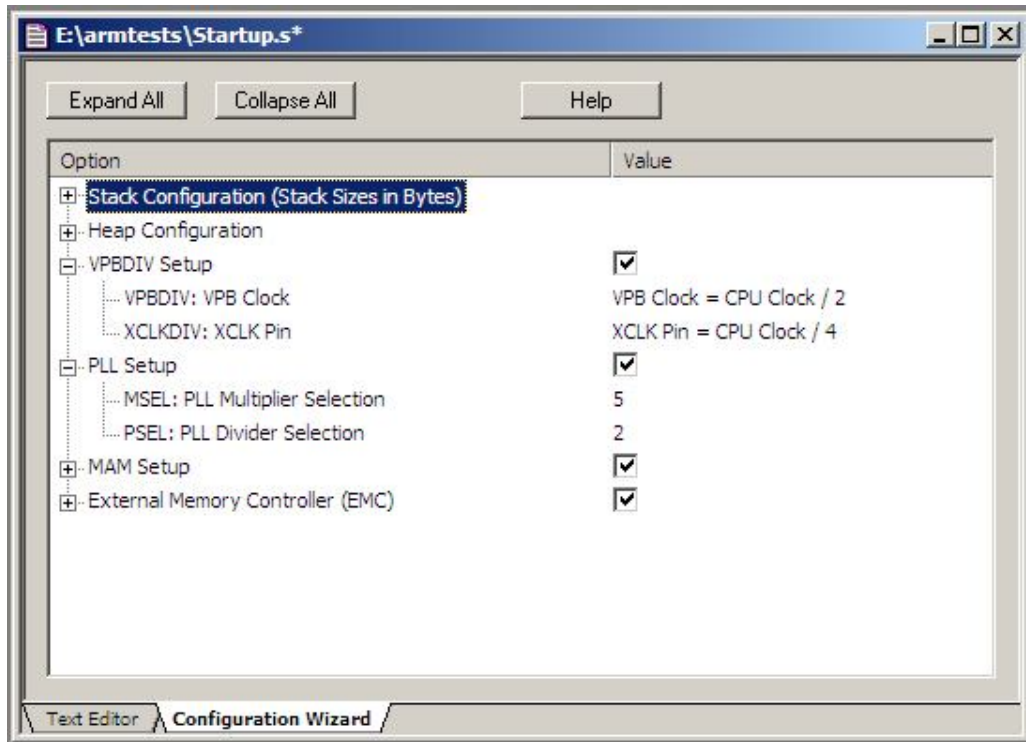 E:\armtests\Startup.s*
Expand All Collapse All Help
Option Value
Stack Configuration (Stack Sizes in Bytes)
Heap Configuration
VPBDIV Setup
VPBDIV: VPB Clock VPB Clock = CPU Clock / 2
XCLKDIV: XCLK Pin XCLK Pin = CPU Clock / 4
PLL Setup
MSEL: PLL Multiplier Selection 5
PSEL: PLL Divider Selection 2
MAM Setup
External Memory Controller (EMC)
Text Editor Configuration Wizard